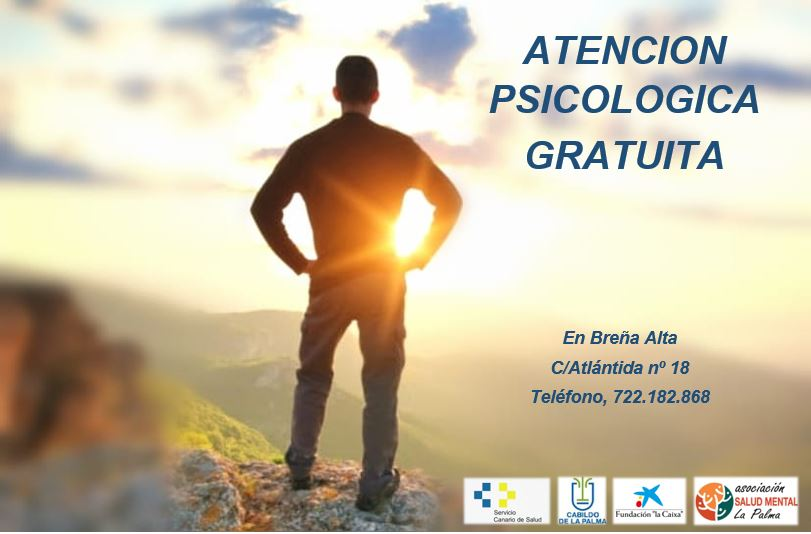 ATENCION
PSICOLOGICA
GRATUITA
En Breña Alta
C/Atlántida nº 18
Teléfono, 722.182.868
Servicio
Canario de Salud
CABILDO
DE LA PALMA
Fundación "la Caixa"
asociación
SALUD MENTAL
La Palma